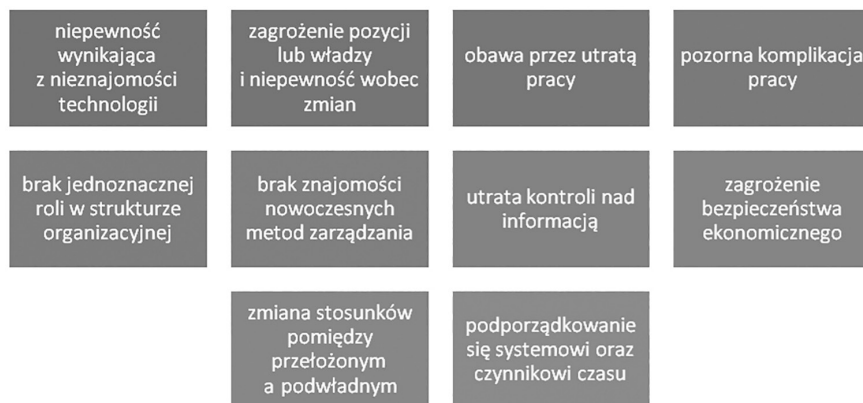 niepewność
wynikająca
z nieznajomości
technologii
zagrożenie pozycji
lub władzy
i niepewność wobec
zmian
obawa przez utratą
pracy
pozorna komplikacja
pracy
brak jednoznacznej
roli w strukturze
organizacyjnej
brak znajomości
nowoczesnych
metod zarządzania
utrata kontroli nad
informacją
zagrożenie
bezpieczeństwa
ekonomicznego
zmiana stosunków
pomiędzy
przełożonym
a podwładnym
podporządkowanie
się systemowi oraz
czynnikowi czasu